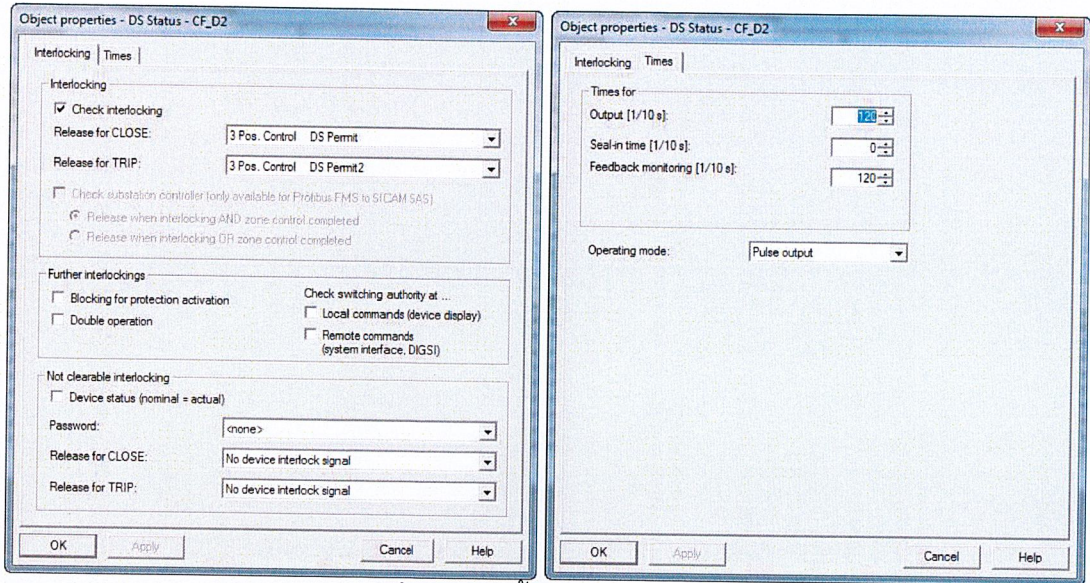 Object properties - DS Status - CF_D2
Interlocking Times
Interlocking
Check interlocking
Release for CLOSE: 3 Pos. Control DS Permit
Release for TRIP: 3 Pos. Control DS Permit2
Check substation controller (only available for Profibus FMS to SICAM SAS)
Release when interlocking AND zone control completed
Release when interlocking OR zone control completed
Further interlockings
Blocking for protection activation
Double operation
Check switching authority at ...
Local commands (device display)
Remote commands
(system interface, DIGSI)
Not clearable interlocking
Device status (nominal = actual)
Password: <none>
Release for CLOSE: No device interlock signal
Release for TRIP: No device interlock signal
OK Apply Cancel Help
Object properties - DS Status - CF_D2
Interlocking Times
Times for
Output [1/10 s]: 120
Seal-in time [1/10 s]: 0
Feedback monitoring [1/10 s]: 120
Operating mode: Pulse output
OK Apply Cancel Help